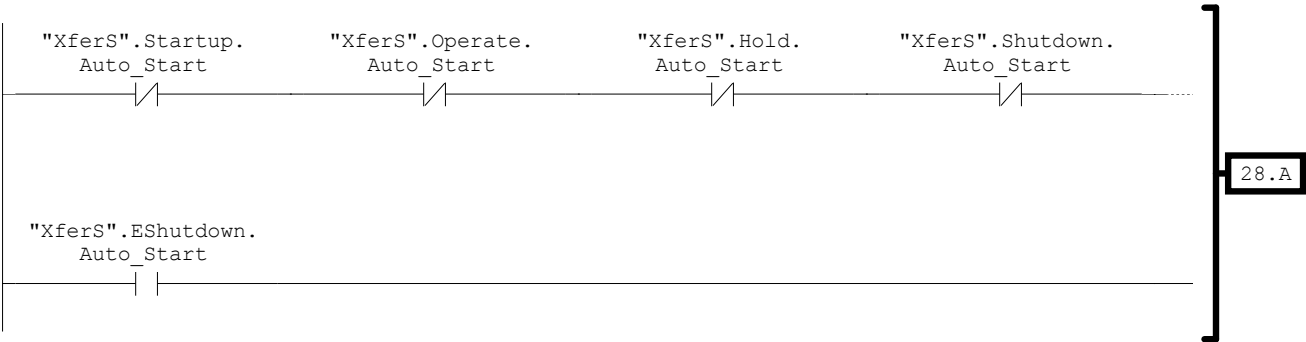 "XferS".Startup.
Auto_Start
"XferS".Operate.
Auto_Start
"XferS".Hold.
Auto_Start
"XferS".Shutdown.
Auto_Start
28.A
"XferS".EShutdown.
Auto_Start